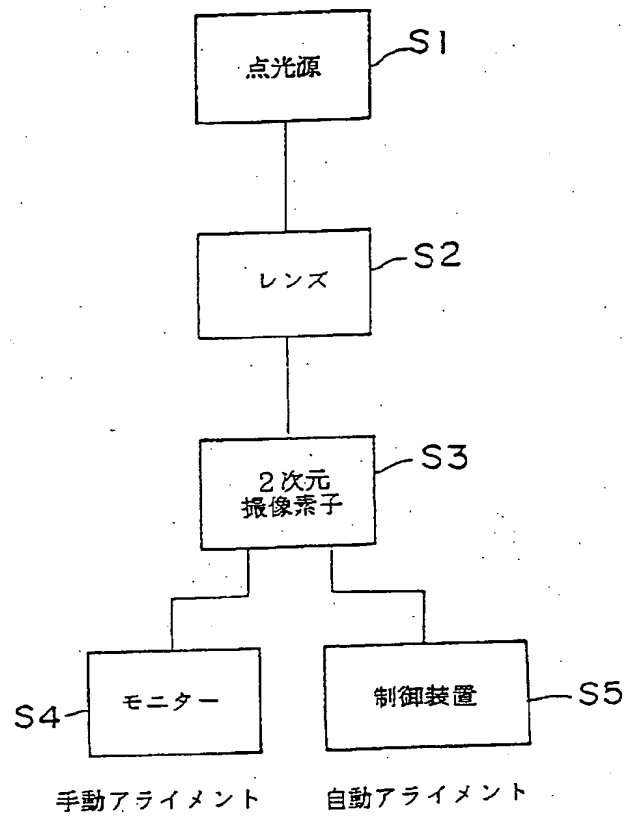 点光源
S1
レンズ
S2
2次元
撮像素子
S3
モニター
S4
制御装置
S5
手動アライメント
自動アライメント